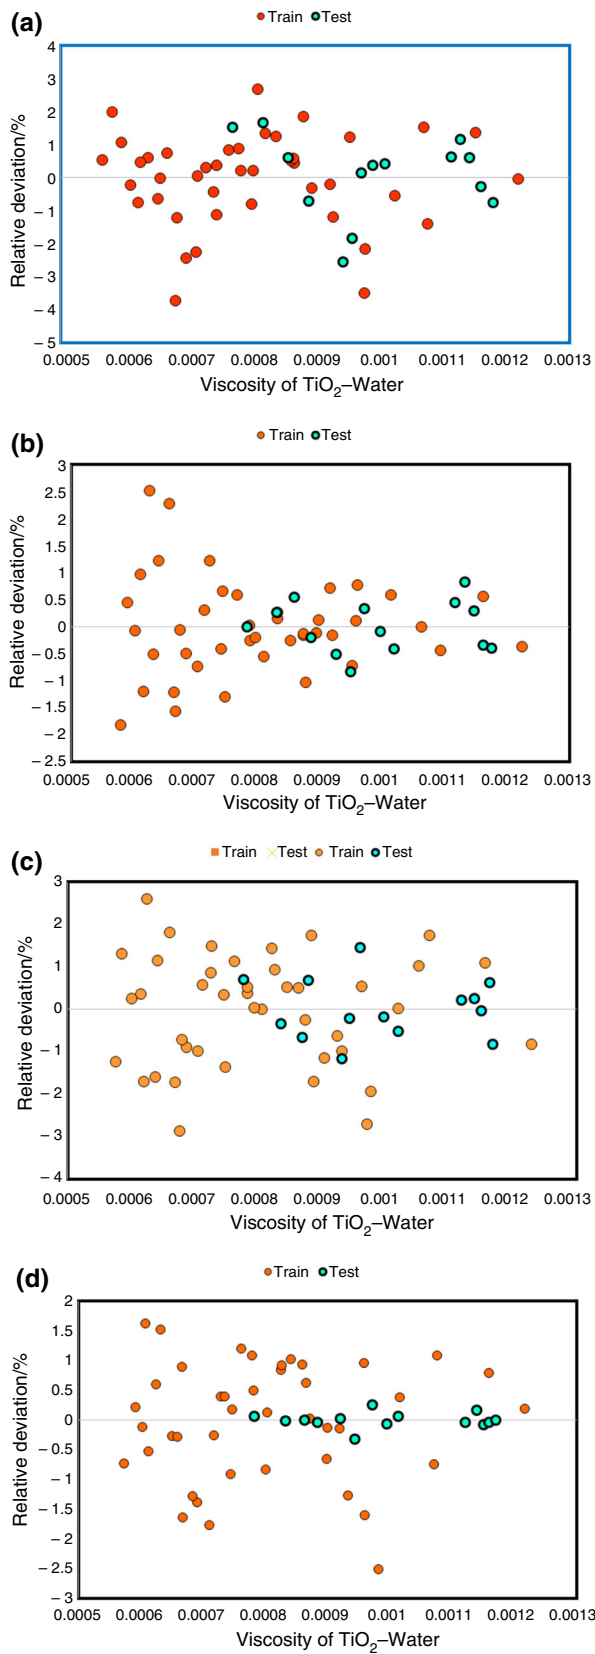 (a)
Train Test
4
3
2
1
0
– 1
– 2
– 3
– 4
– 5
Relative deviation/%
0.0005 0.0006 0.0007 0.0008 0.0009 0.001 0.0011 0.0012 0.0013
Viscosity of TiO2–Water
(b)
Train Test
3
2.5
2
1.5
1
0.5
0
– 0.5
– 1
– 1.5
– 2
– 2.5
Relative deviation/%
0.0005 0.0006 0.0007 0.0008 0.0009 0.001 0.0011 0.0012 0.0013
Viscosity of TiO2–Water
(c)
Train Test Train Test
3
2
1
0
– 1
– 2
– 3
– 4
Relative deviation/%
0.0005 0.0006 0.0007 0.0008 0.0009 0.001 0.0011 0.0012 0.0013
Viscosity of TiO2–Water
(d)
Train Test
2
1.5
1
0.5
0
– 0.5
– 1
– 1.5
– 2
– 2.5
– 3
Relative deviation/%
0.0005 0.0006 0.0007 0.0008 0.0009 0.001 0.0011 0.0012 0.0013
Viscosity of TiO2–Water